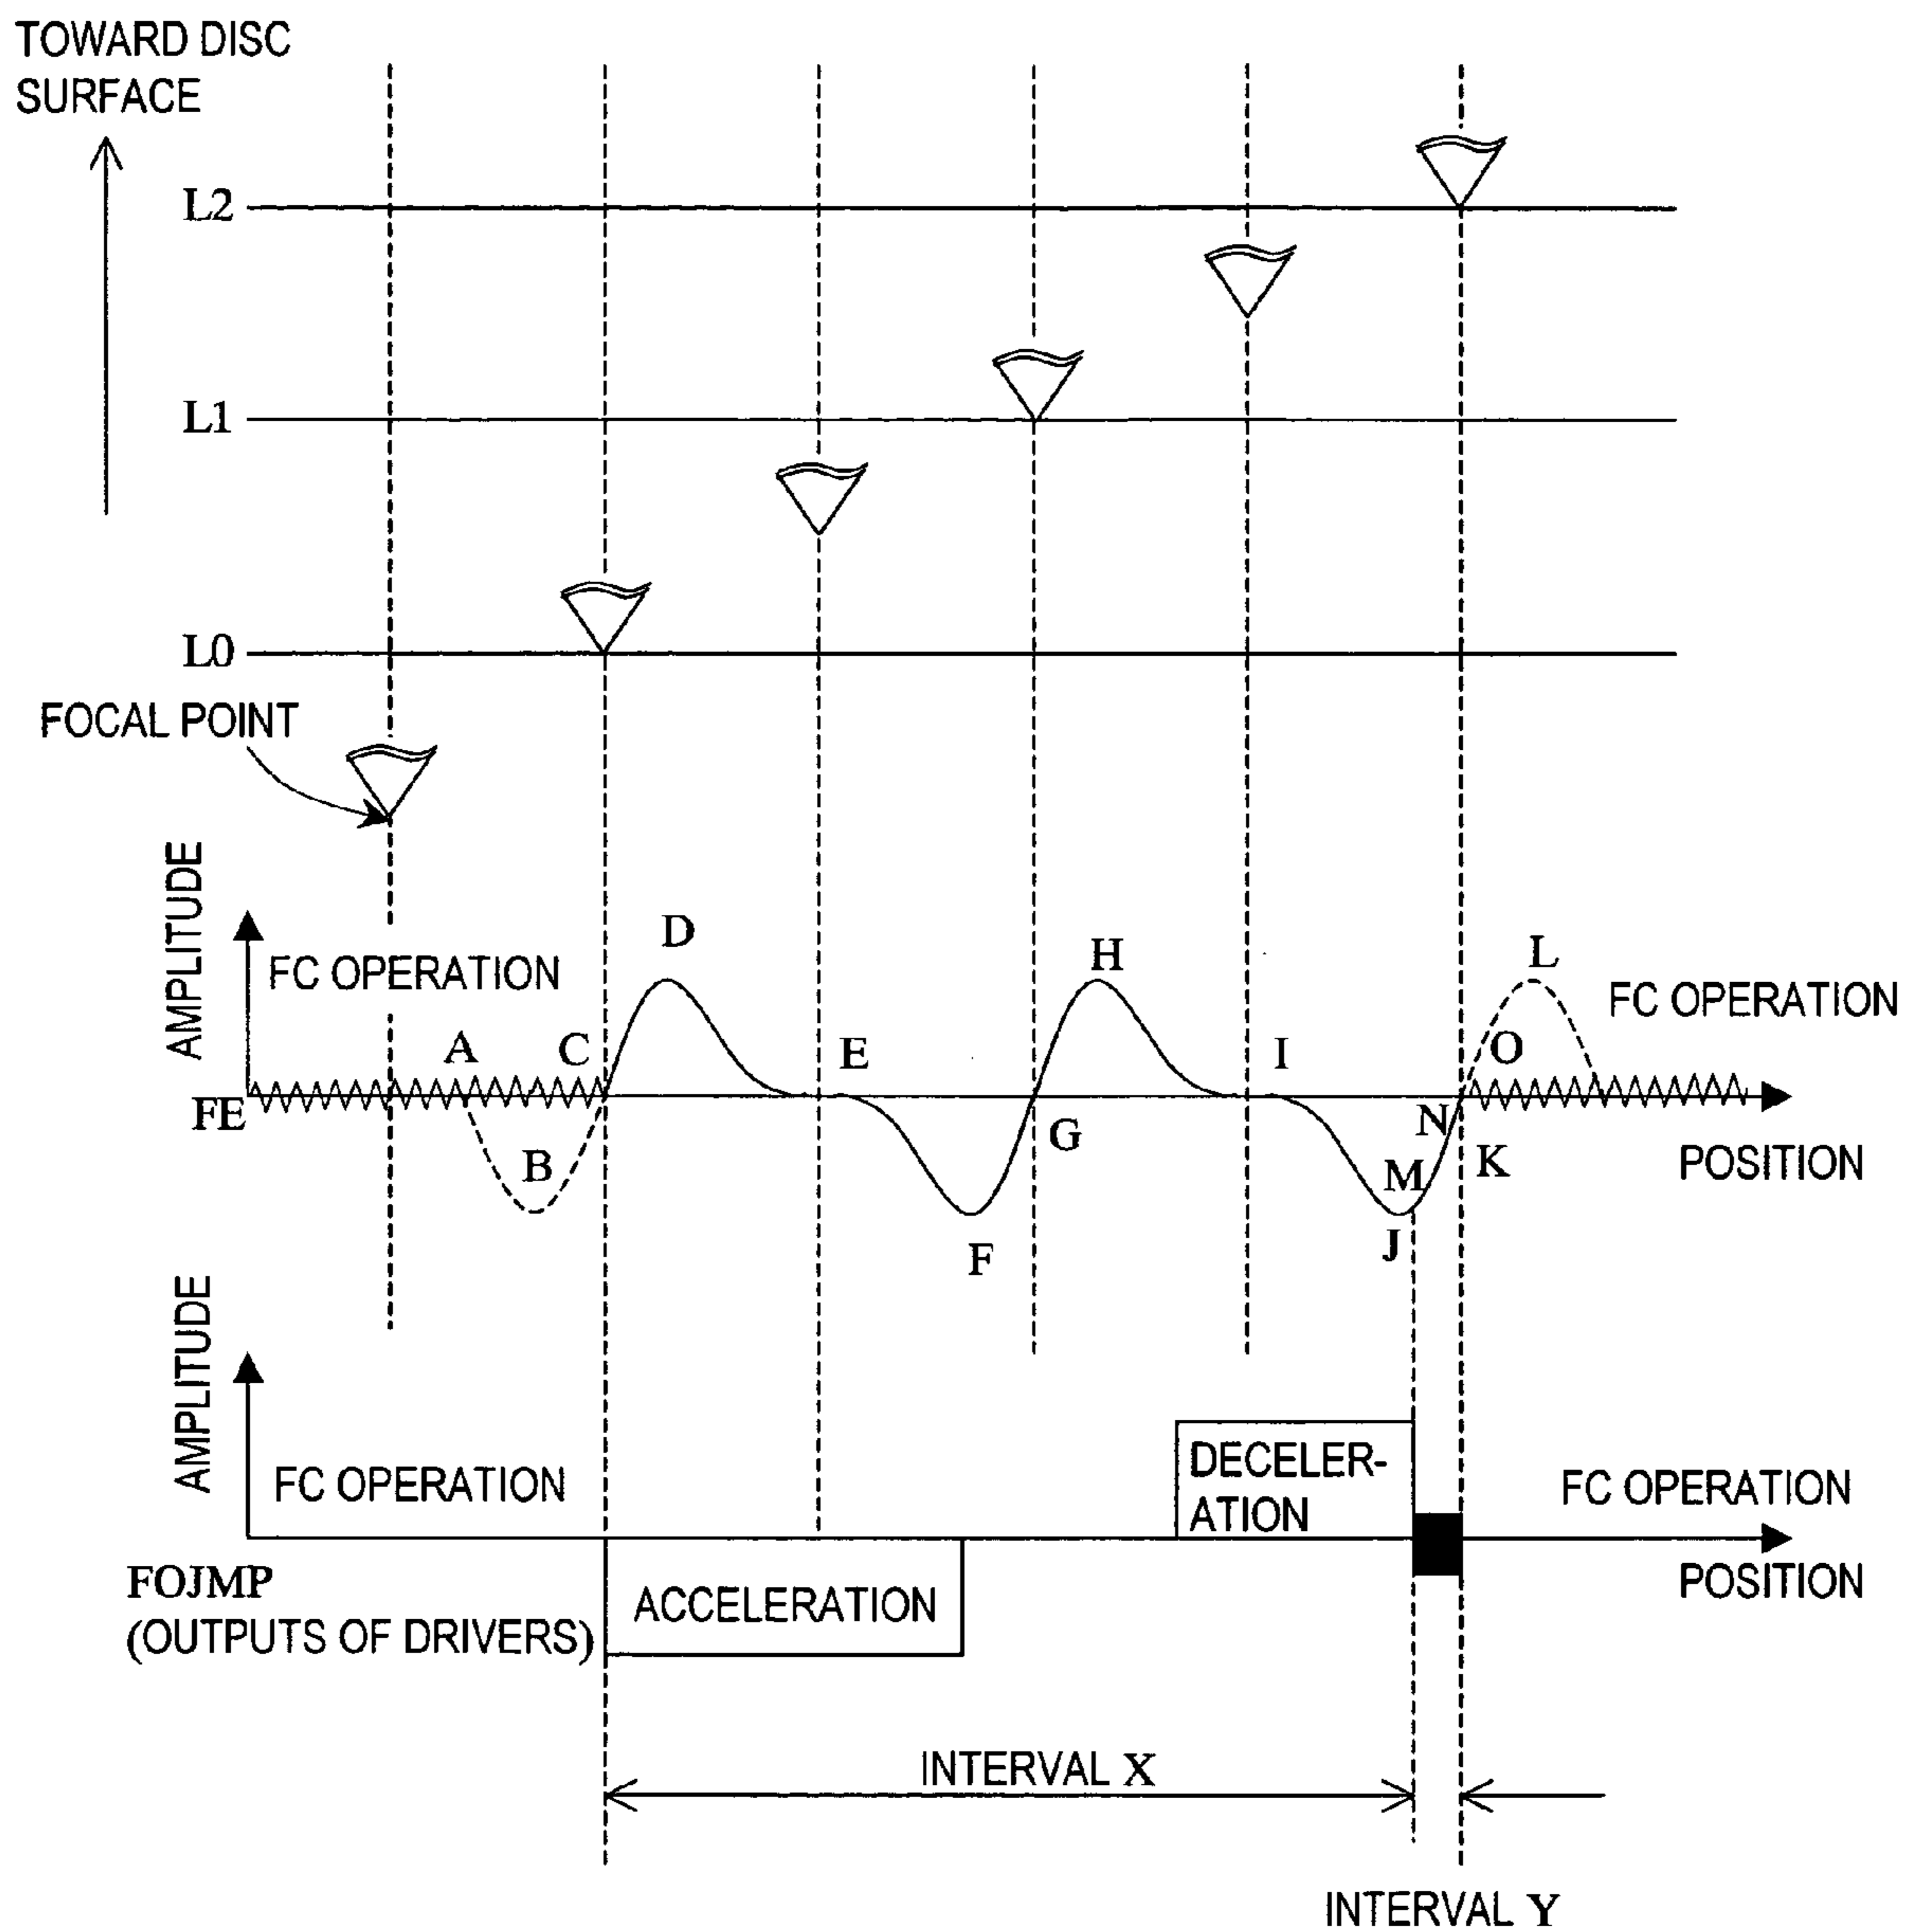 TOWARD DISC
SURFACE
L2
L1
L0
FOCAL POINT
AMPLITUDE
FC OPERATION
A
B
C
D
E
F
G
H
I
J
M
N
K
O
L
FC OPERATION
FE
POSITION
AMPLITUDE
FC OPERATION
DECELER-
ATION
FC OPERATION
FOJMP
(OUTPUTS OF DRIVERS)
ACCELERATION
POSITION
INTERVAL X
INTERVAL Y